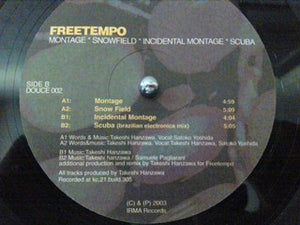 FREETEMPO
MONTAGE * SNOWFIELD * INCIDENTAL MONTAGE * SCUBA
SIDE B
DOUCE 002
A1: Montage 4:59
A2: Snow Field 5:09
B1: Incidental Montage 4:04
B2: Scuba (brazilian electronica mix) 5:05
A1 Words & Music: Takeshi Hanzawa, Vocal: Satoko Yoshida
A2 Words&music: Takeshi Hanzawa, Vocal: Takeshi Hanzawa, Satoko Yoshida
B1 Music: Takeshi Hanzawa
B2 Music: Takeshi Hanzawa / Samuele Pagliarani
additional production and remix by Takeshi Hanzawa for Freetempo
All tracks produced by Takeshi Hanzawa
Recorded at
(C) & (P) 2003
IRMA Records